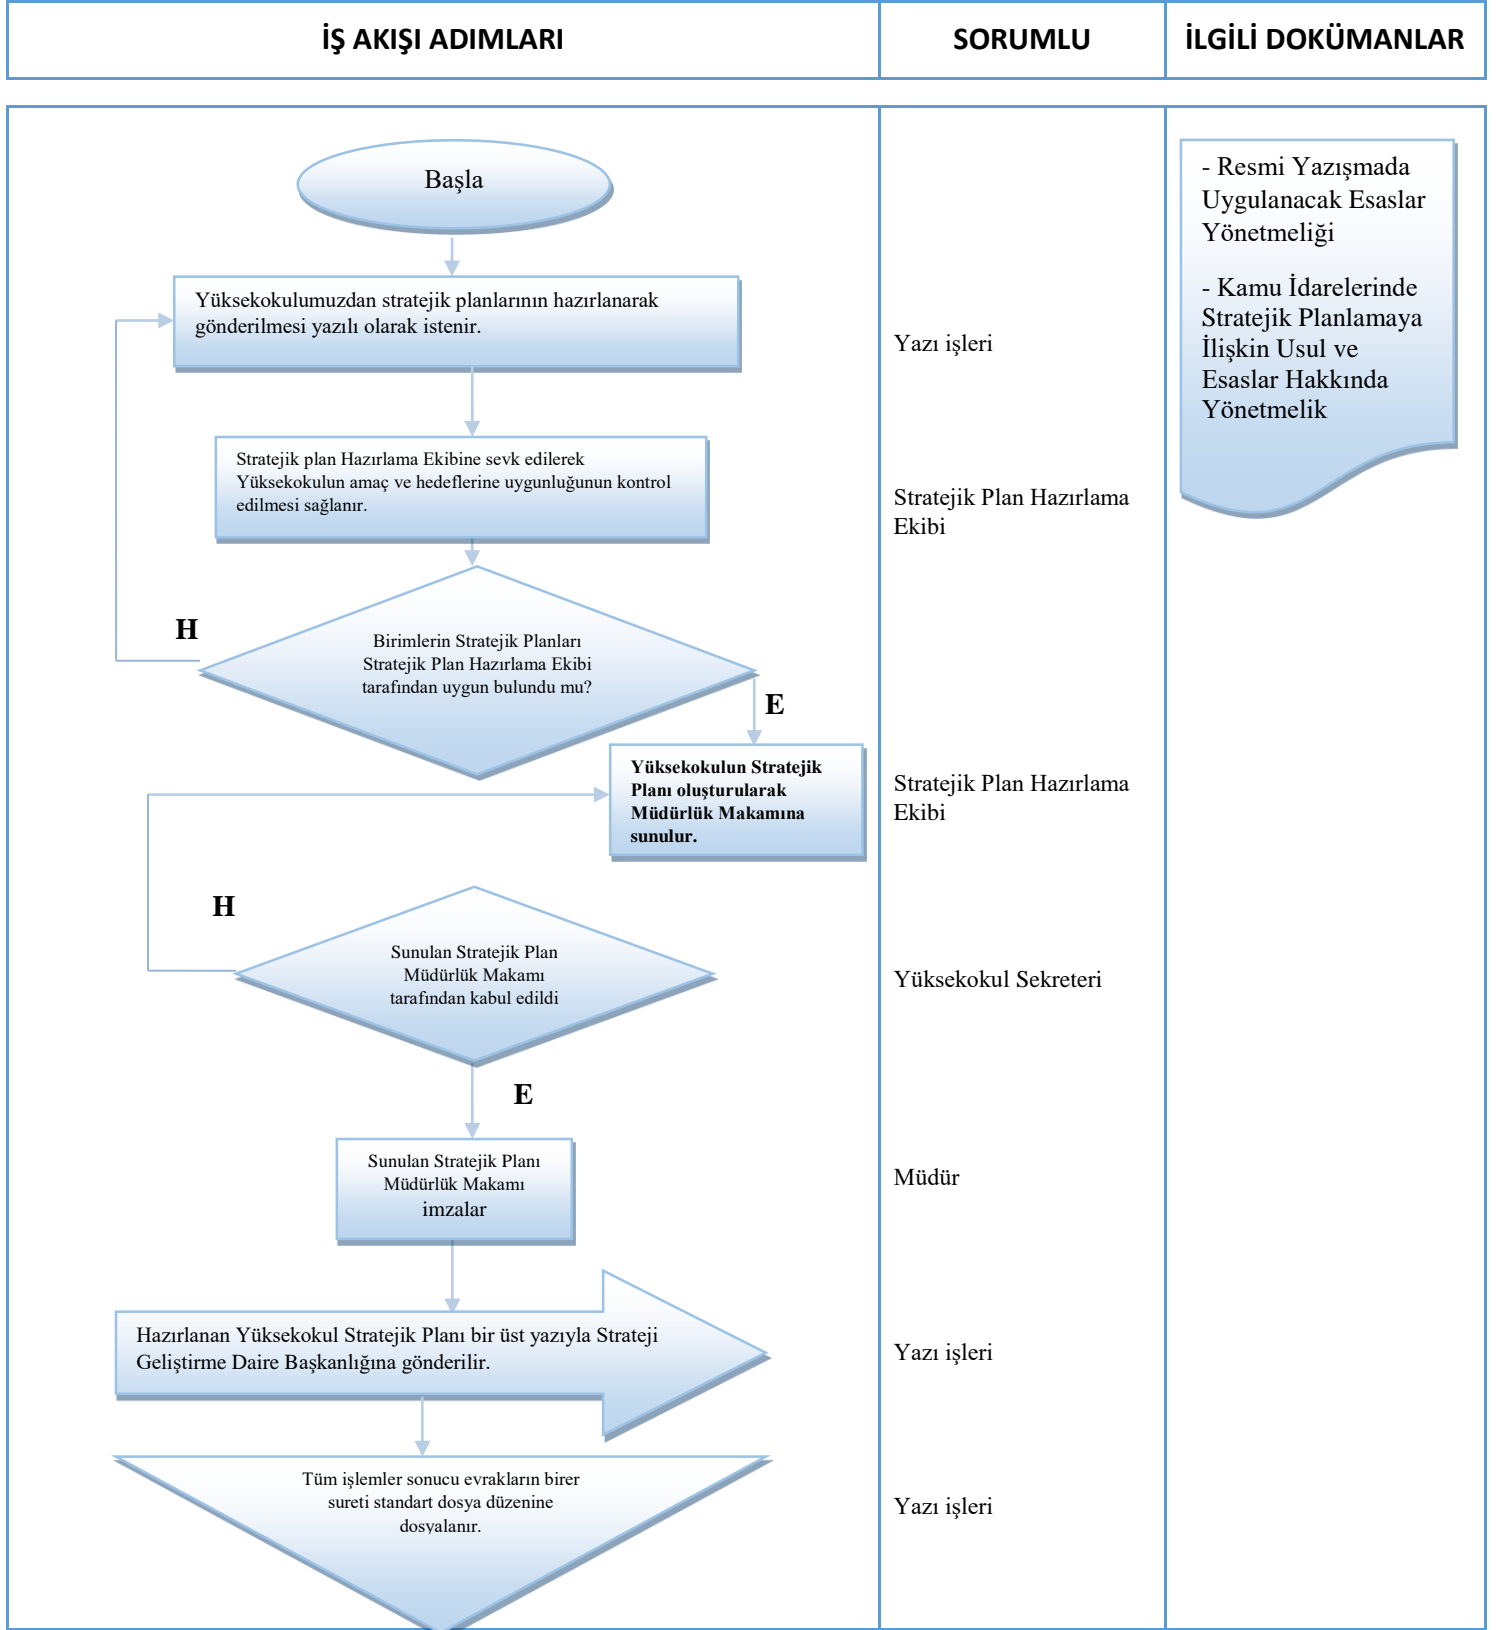 İŞ AKIŞI ADIMLARI
SORUMLU
İLGİLİ DOKÜMANLAR
Başla
Yüksekokulumuzdan stratejik planlarının hazırlanarak
gönderilmesi yazılı olarak istenir.
Yazı işleri
- Resmi Yazışmada
Uygulanacak Esaslar
Yönetmeliği
- Kamu İdarelerinde
Stratejik Planlamaya
İlişkin Usul ve
Esaslar Hakkında
Yönetmelik
Stratejik plan Hazırlama Ekibine sevk edilerek
Yüksekokulun amaç ve hedeflerine uygunluğunun kontrol
edilmesi sağlanır.
Stratejik Plan Hazırlama
Ekibi
H
Birimlerin Stratejik Planları
Stratejik Plan Hazırlama Ekibi
tarafından uygun bulundu mu?
E
Yüksekokulun Stratejik
Planı oluşturularak
Müdürlük Makamına
sunulur.
Stratejik Plan Hazırlama
Ekibi
H
Sunulan Stratejik Plan
Müdürlük Makamı
tarafından kabul edildi
Yüksekokul Sekreteri
E
Sunulan Stratejik Planı
Müdürlük Makamı
imzalar
Müdür
Hazırlanan Yüksekokul Stratejik Planı bir üst yazıyla Strateji
Geliştirme Daire Başkanlığına gönderilir.
Yazı işleri
Tüm işlemler sonucu evrakların birer
sureti standart dosya düzenine
dosyalanır.
Yazı işleri